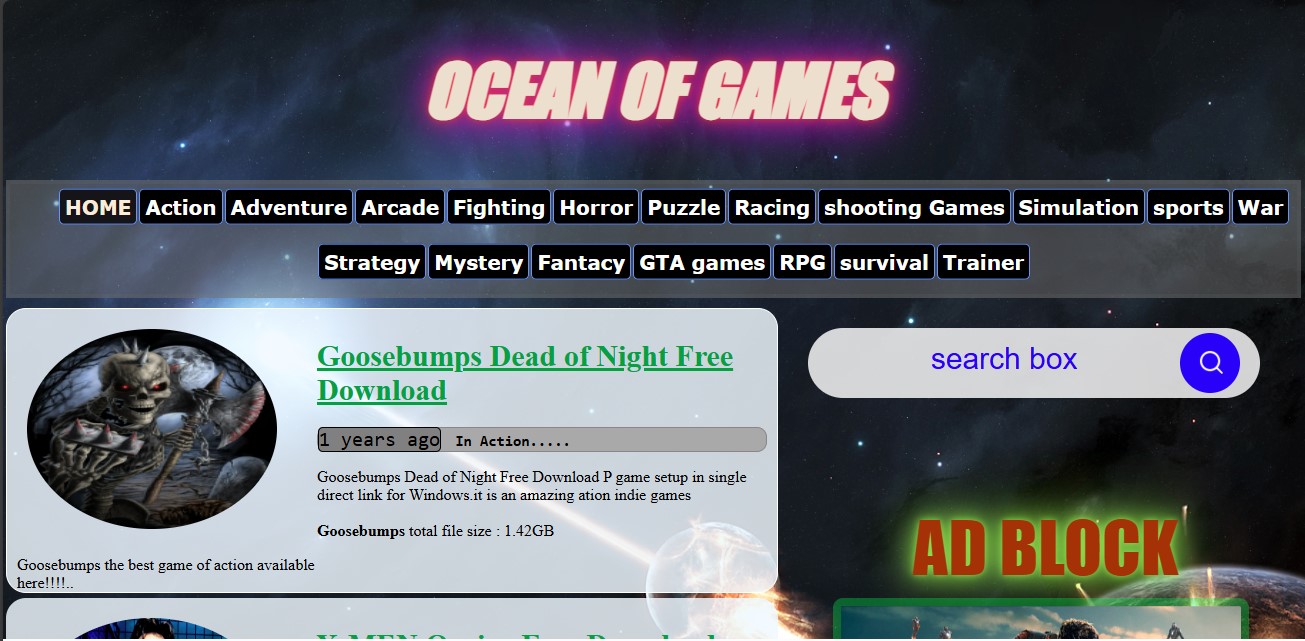 OCEAN OF GAMES
HOME Action Adventure Arcade Fighting Horror Puzzle Racing shooting Games Simulation sports War
Strategy Mystery Fantacy GTA games RPG survival Trainer
Goosebumps Dead of Night Free
Download
1 years ago In Action.....
Goosebumps Dead of Night Free Download P game setup in single
direct link for Windows.it is an amazing ation indie games
Goosebumps total file size : 1.42GB
Goosebumps the best game of action available
here!!!!..
search box
AD BLOCK